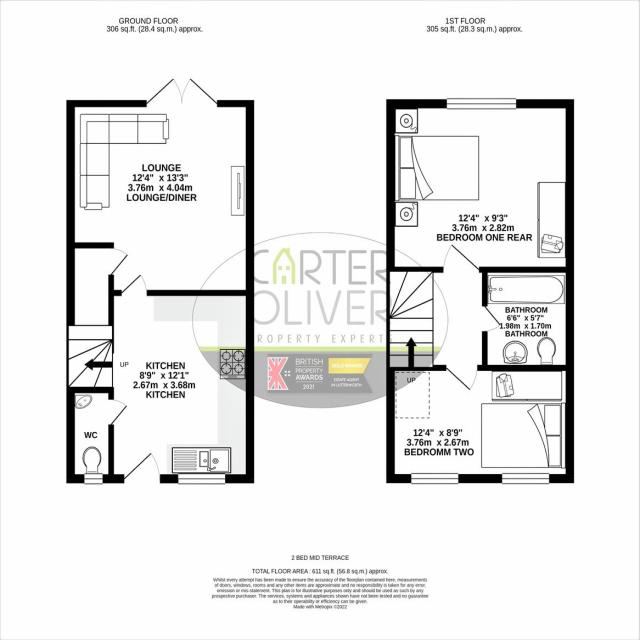 GROUND FLOOR
306 sq.ft. (28.4 sq.m.) approx.
1ST FLOOR
305 sq.ft. (28.3 sq.m.) approx.
LOUNGE
12'4" x 13'3"
3.76m x 4.04m
LOUNGE/DINER
12'4" x 9'3"
3.76m x 2.82m
BEDROOM ONE REAR
CARTER
OLIVER
PROPERTY EXPERT
BRITISH
PROPERTY
AWARDS
2021
GOLD WINNER
ESTATE AGENT
IN LUTTERWORTH
BATHROOM
6'6" x 5'7"
1.98m x 1.70m
BATHROOM
UP
KITCHEN
8'9" x 12'1"
2.67m x 3.68m
KITCHEN
UP
WC
12'4" x 8'9"
3.76m x 2.67m
BEDROMM TWO
2 BED MID TERRACE
TOTAL FLOOR AREA : 611 sq.ft. (56.8 sq.m.) approx.
Whilst every attempt has been made to ensure the accuracy of the floorplan contained here, measurements
of doors, windows, rooms and any other items are approximate and no responsibility is taken for any error,
omission or mis-statement. This plan is for illustrative purposes only and should be used as such by any
prospective purchaser. The services, systems and appliances shown have not been tested and no guarantee
as to their operability or efficiency can be given.
Made with Metropix ©2022